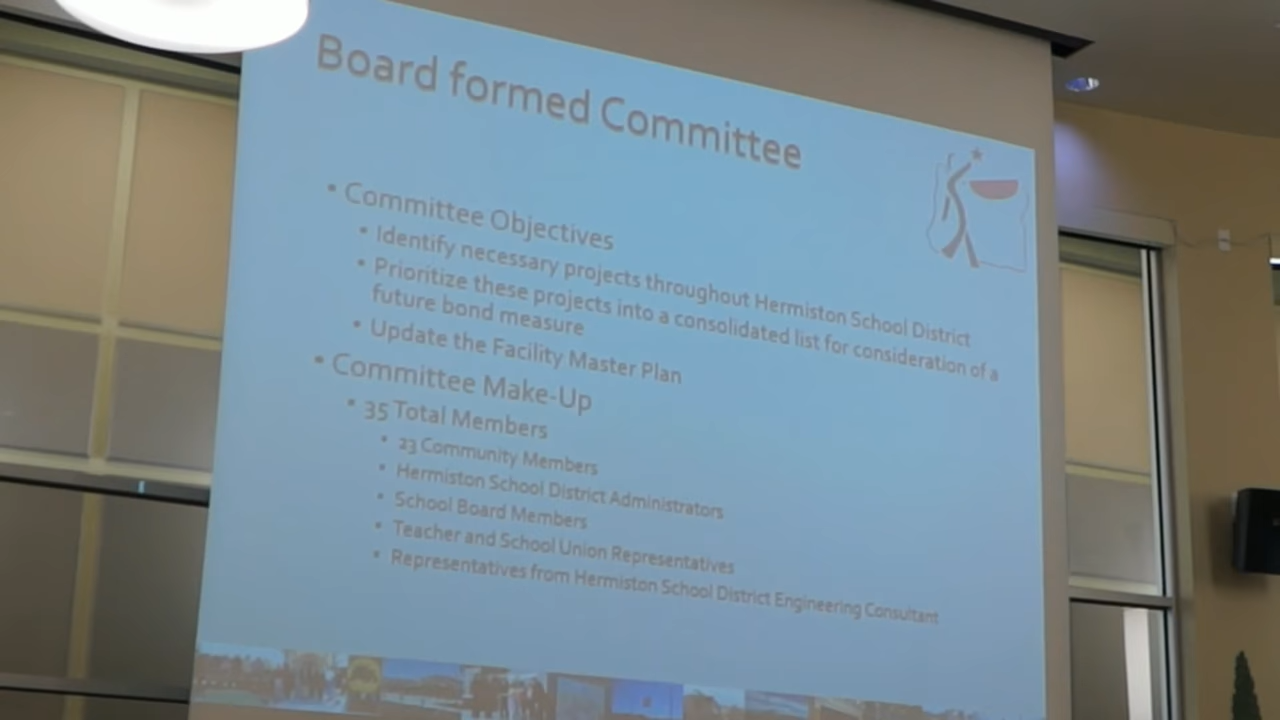 Board formed Committee
• Committee Objectives
• Identify necessary projects throughout Hermiston School District
• Prioritize these projects into a consolidated list for consideration of a
future bond measure
• Update the Facility Master Plan
• Committee Make-Up
• 35 Total Members
• 23 Community Members
• Hermiston School District Administrators
• School Board Members
• Teacher and School Union Representatives
• Representatives from Hermiston School District Engineering Consultant